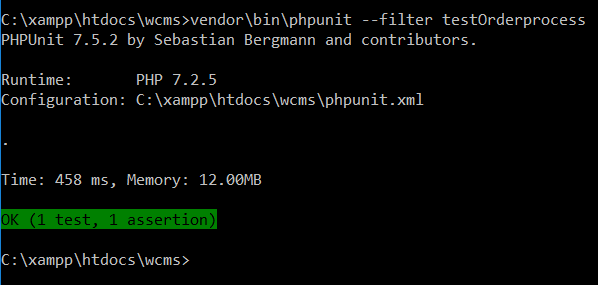 C:\xampp\htdocs\wcms>vendor\bin\phpunit --filter testOrderprocess
PHPUnit 7.5.2 by Sebastian Bergmann and contributors.
Runtime:       PHP 7.2.5
Configuration: C:\xampp\htdocs\wcms\phpunit.xml
.
Time: 458 ms, Memory: 12.00MB
OK (1 test, 1 assertion)
C:\xampp\htdocs\wcms>